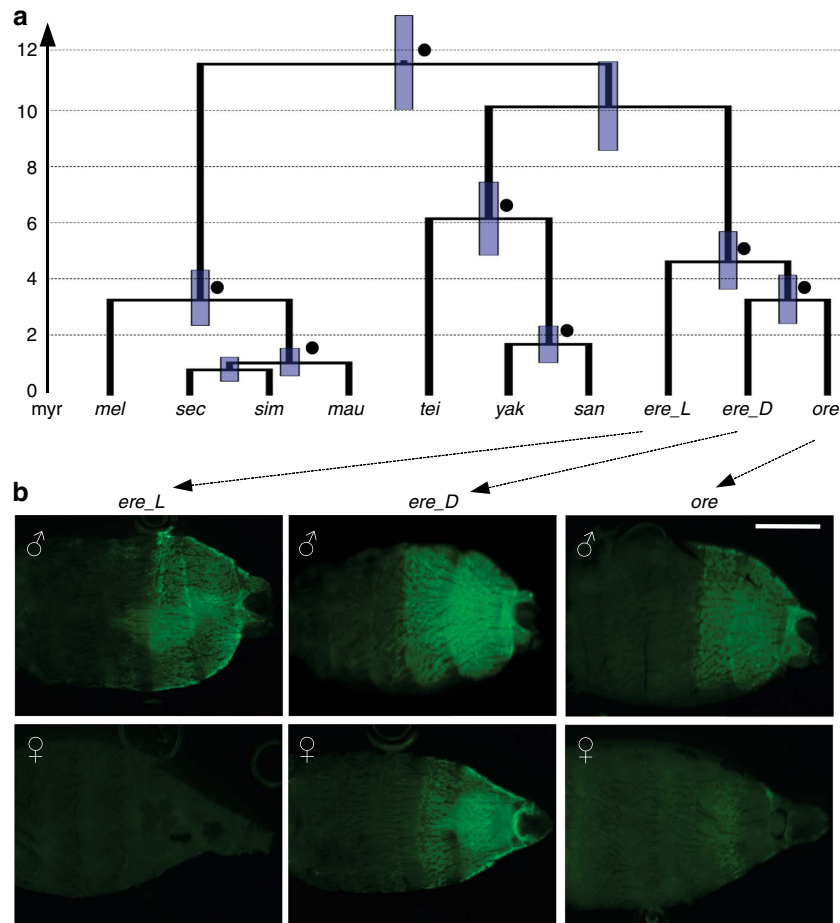 a
12
10
8
6
4
2
0
myr mel sec sim mau tei yak san ere_L ere_D ore
b
ere_L ere_D ore
♂ ♂ ♂
♀ ♀ ♀